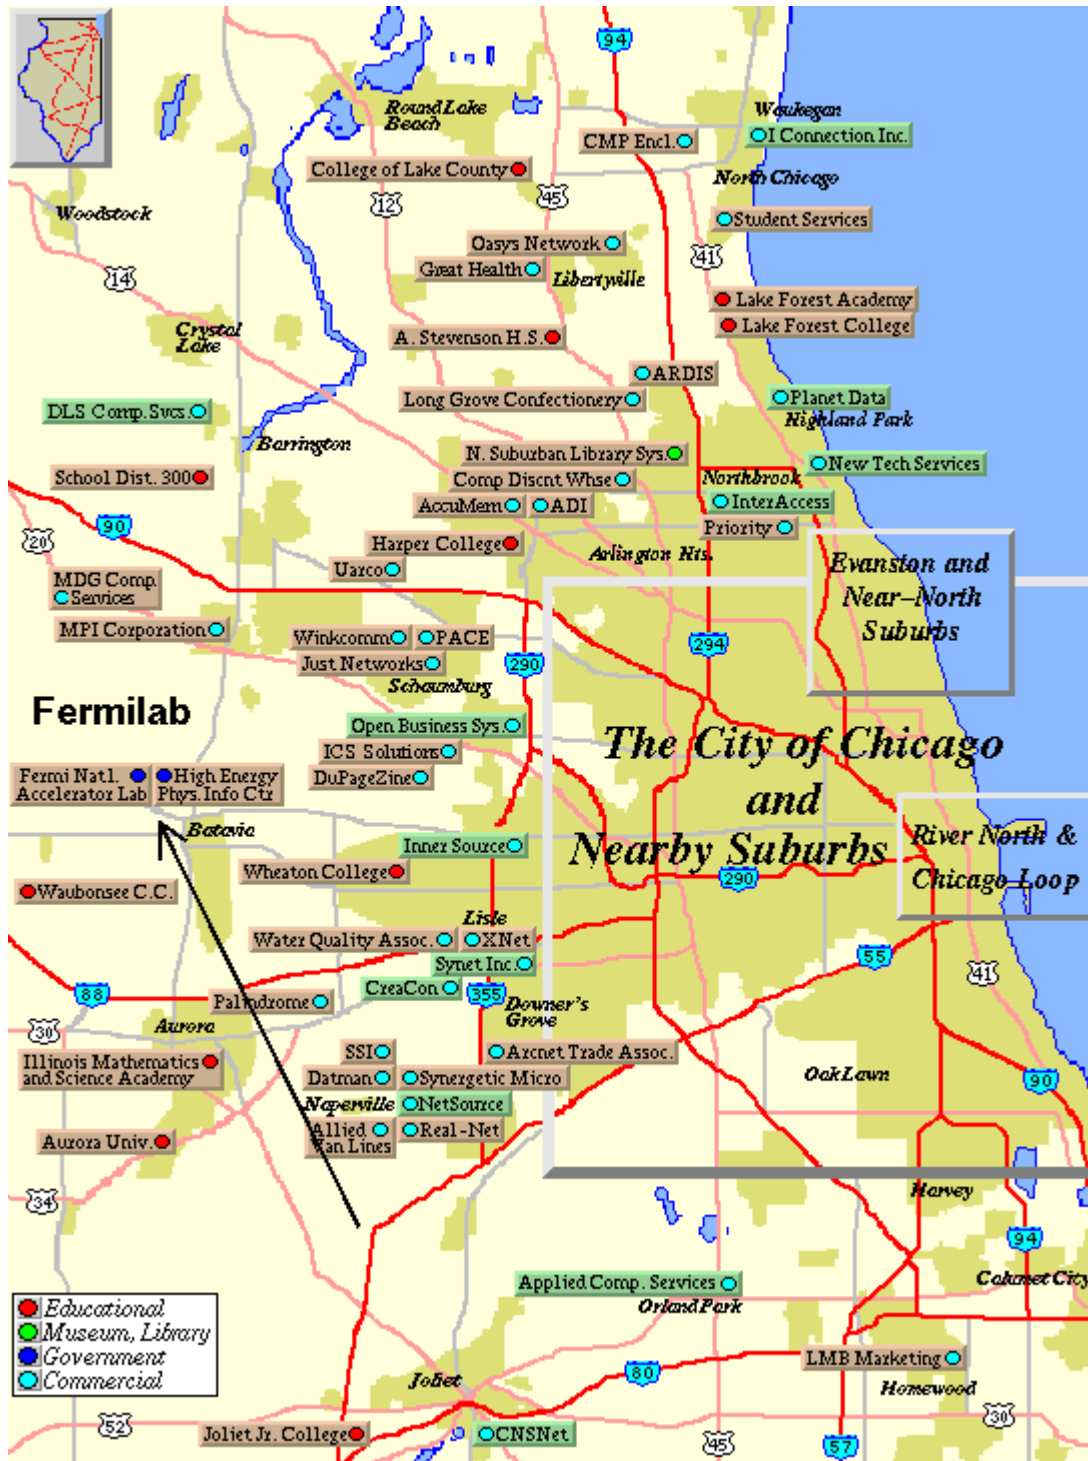 94
Round Lake
Beach
Waukegan
I Connection Inc.
CMP Encl.
College of Lake County
North Chicago
45
12
Woodstock
Student Services
Oasys Network
41
Great Health
Libertyville
14
Lake Forest Academy
Lake Forest College
Crystal
Lake
A. Stevenson H.S.
ARDIS
Long Grove Confectionery
Planet Data
DLS Comp. Svcs.
Highland Park
Barrington
N. Suburban Library Sys.
New Tech Services
School Dist. 300
Comp Discnt Whse
Northbrook
AccuMem
ADI
InterAccess
90
Priority
20
Harper College
Arlington Hts.
Uarco
Evanston and
Near-North
Suburbs
MDG Comp.
Services
MPI Corporation
Winkcomm
PACE
294
Just Networks
290
Schaumburg
Fermilab
Open Business Sys.
The City of Chicago
and
Nearby Suburbs
ICS Solutions
DuPageZine
Fermi Natl.
Accelerator Lab
High Energy
Phys. Info Ctr
Batavia
River North &
Chicago Loop
Inner Source
Wheaton College
290
Waubonsee C.C.
Lisle
Water Quality Assoc.
XNet
55
Synet Inc.
41
CreaCon
88
Palindrome
355
Downer's
Grove
30
Aurora
SSI
Arcnet Trade Assoc.
Illinois Mathematics
and Science Academy
Datman
Synergetic Micro
Oak Lawn
90
Naperville
NetSource
Allied
Van Lines
Real-Net
Aurora Univ.
34
Harvey
94
Applied Comp. Services
Calumet City
Orland Park
Educational
Museum, Library
Government
Commercial
LMB Marketing
80
Joliet
Homewood
52
30
Joliet Jr. College
CNSNet
45
57